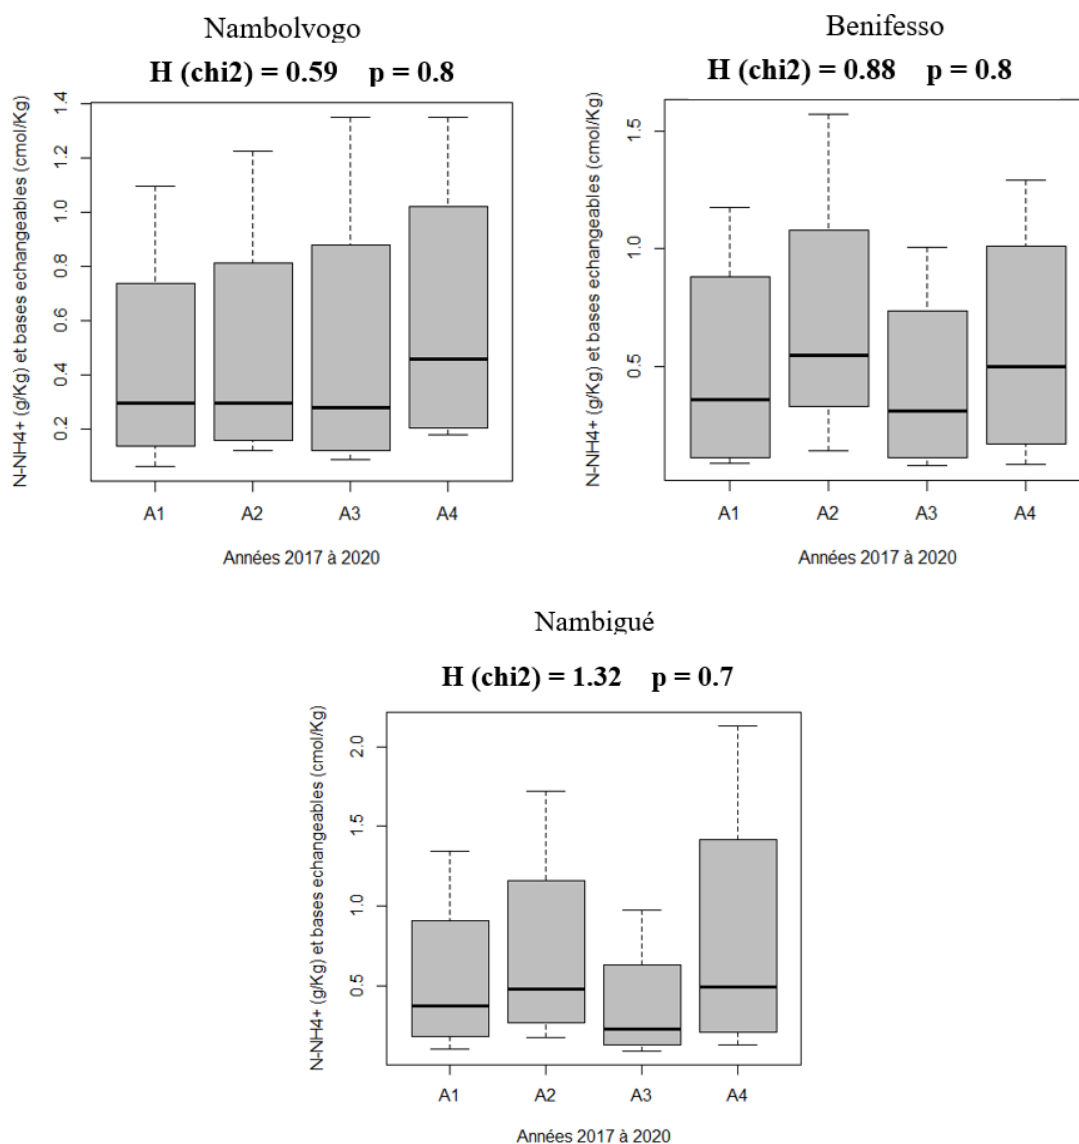 Nambolvogo
H (chi2) = 0.59 p = 0.8
N-NH4+ (g/Kg) et bases echangeables (cmol/Kg)
1.4
1.2
1.0
0.8
0.6
0.4
0.2
A1 A2 A3 A4
Années 2017 à 2020
Benifesso
H (chi2) = 0.88 p = 0.8
N-NH4+ (g/Kg) et bases echangeables (cmol/Kg)
1.5
1.0
0.5
A1 A2 A3 A4
Années 2017 à 2020
Nambigué
H (chi2) = 1.32 p = 0.7
N-NH4+ (g/Kg) et bases echangeables (cmol/Kg)
2.0
1.5
1.0
0.5
A1 A2 A3 A4
Années 2017 à 2020